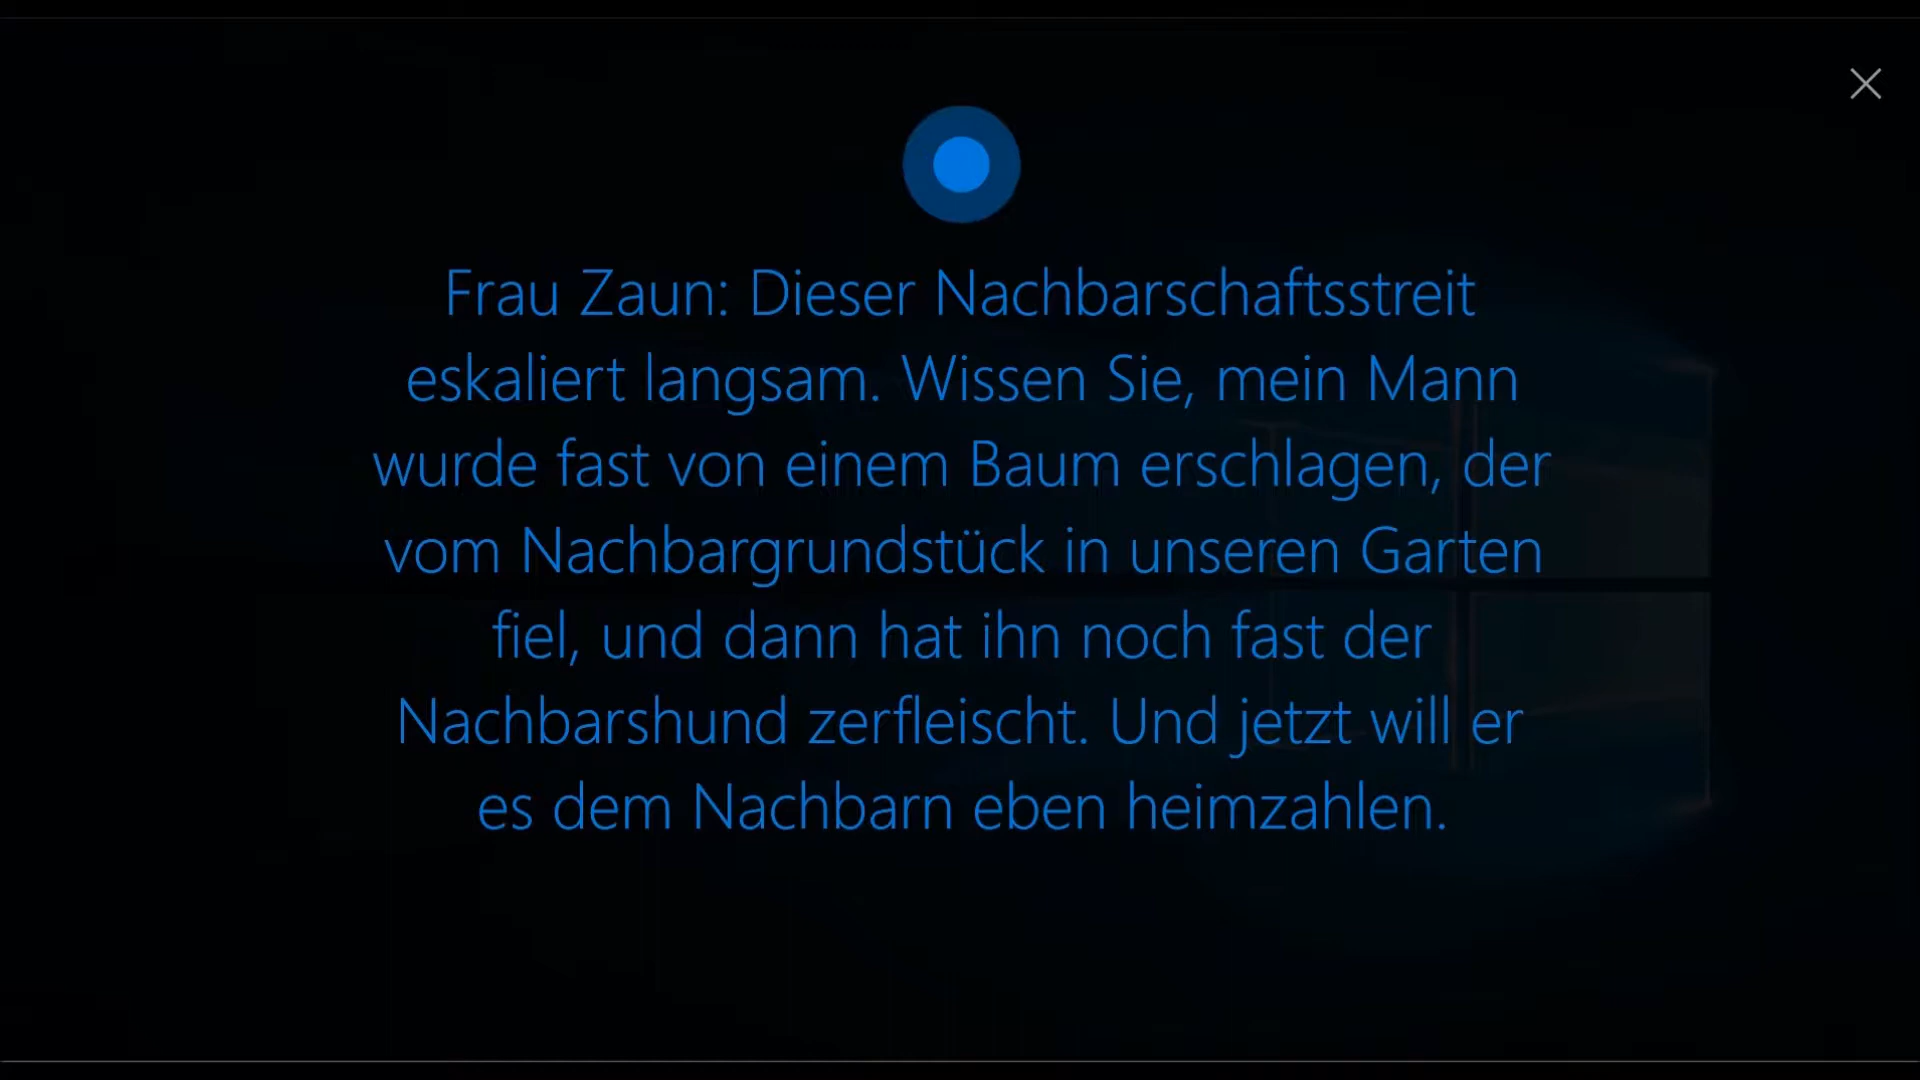 Frau Zaun: Dieser Nachbarschaftsstreit
eskaliert langsam. Wissen Sie, mein Mann
wurde fast von einem Baum erschlagen, der
vom Nachbargrundstück in unseren Garten
fiel, und dann hat ihn noch fast der
Nachbarshund zerfleischt. Und jetzt will er
es dem Nachbarn eben heimzahlen.